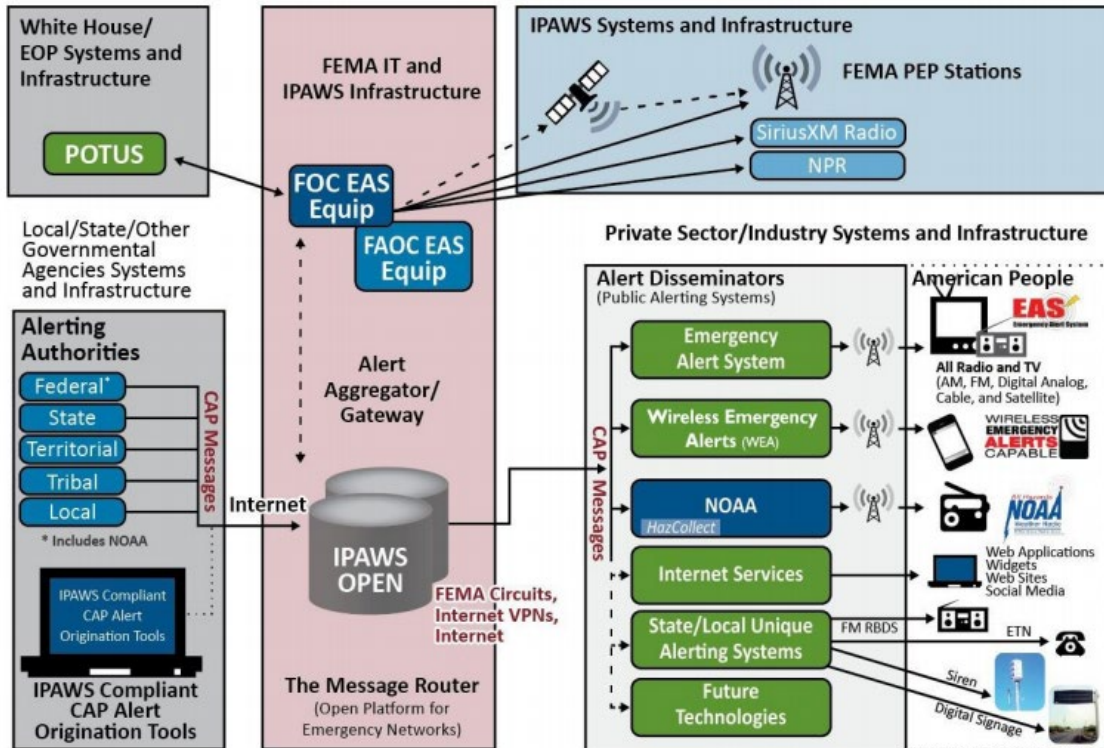 White House/
EOP Systems and
Infrastructure
POTUS
FEMA IT and
IPAWS Infrastructure
FOC EAS
Equip
FAOC EAS
Equip
IPAWS Systems and Infrastructure
FEMA PEP Stations
SiriusXM Radio
NPR
Local/State/Other
Governmental
Agencies Systems
and Infrastructure
Alerting
Authorities
Federal*
State
Territorial
Tribal
Local
* Includes NOAA
CAP Messages
Internet
IPAWS Compliant
CAP Alert
Origination Tools
IPAWS Compliant
CAP Alert
Origination Tools
Alert
Aggregator/
Gateway
IPAWS
OPEN
FEMA Circuits,
Internet VPNs,
Internet
The Message Router
(Open Platform for
Emergency Networks)
Private Sector/Industry Systems and Infrastructure
Alert Disseminators
(Public Alerting Systems)
CAP Messages
Emergency
Alert System
Wireless Emergency
Alerts (WEA)
NOAA
HazCollect
Internet Services
State/Local Unique
Alerting Systems
Future
Technologies
American People
EAS
Emergency Alert System
All Radio and TV
(AM, FM, Digital Analog,
Cable, and Satellite)
WIRELESS
EMERGENCY
ALERTS
CAPABLE
All Hazards
NOAA
Weather Radio
Web Applications
Widgets
Web Sites
Social Media
FM RBDS
ETN
Siren
Digital Signage